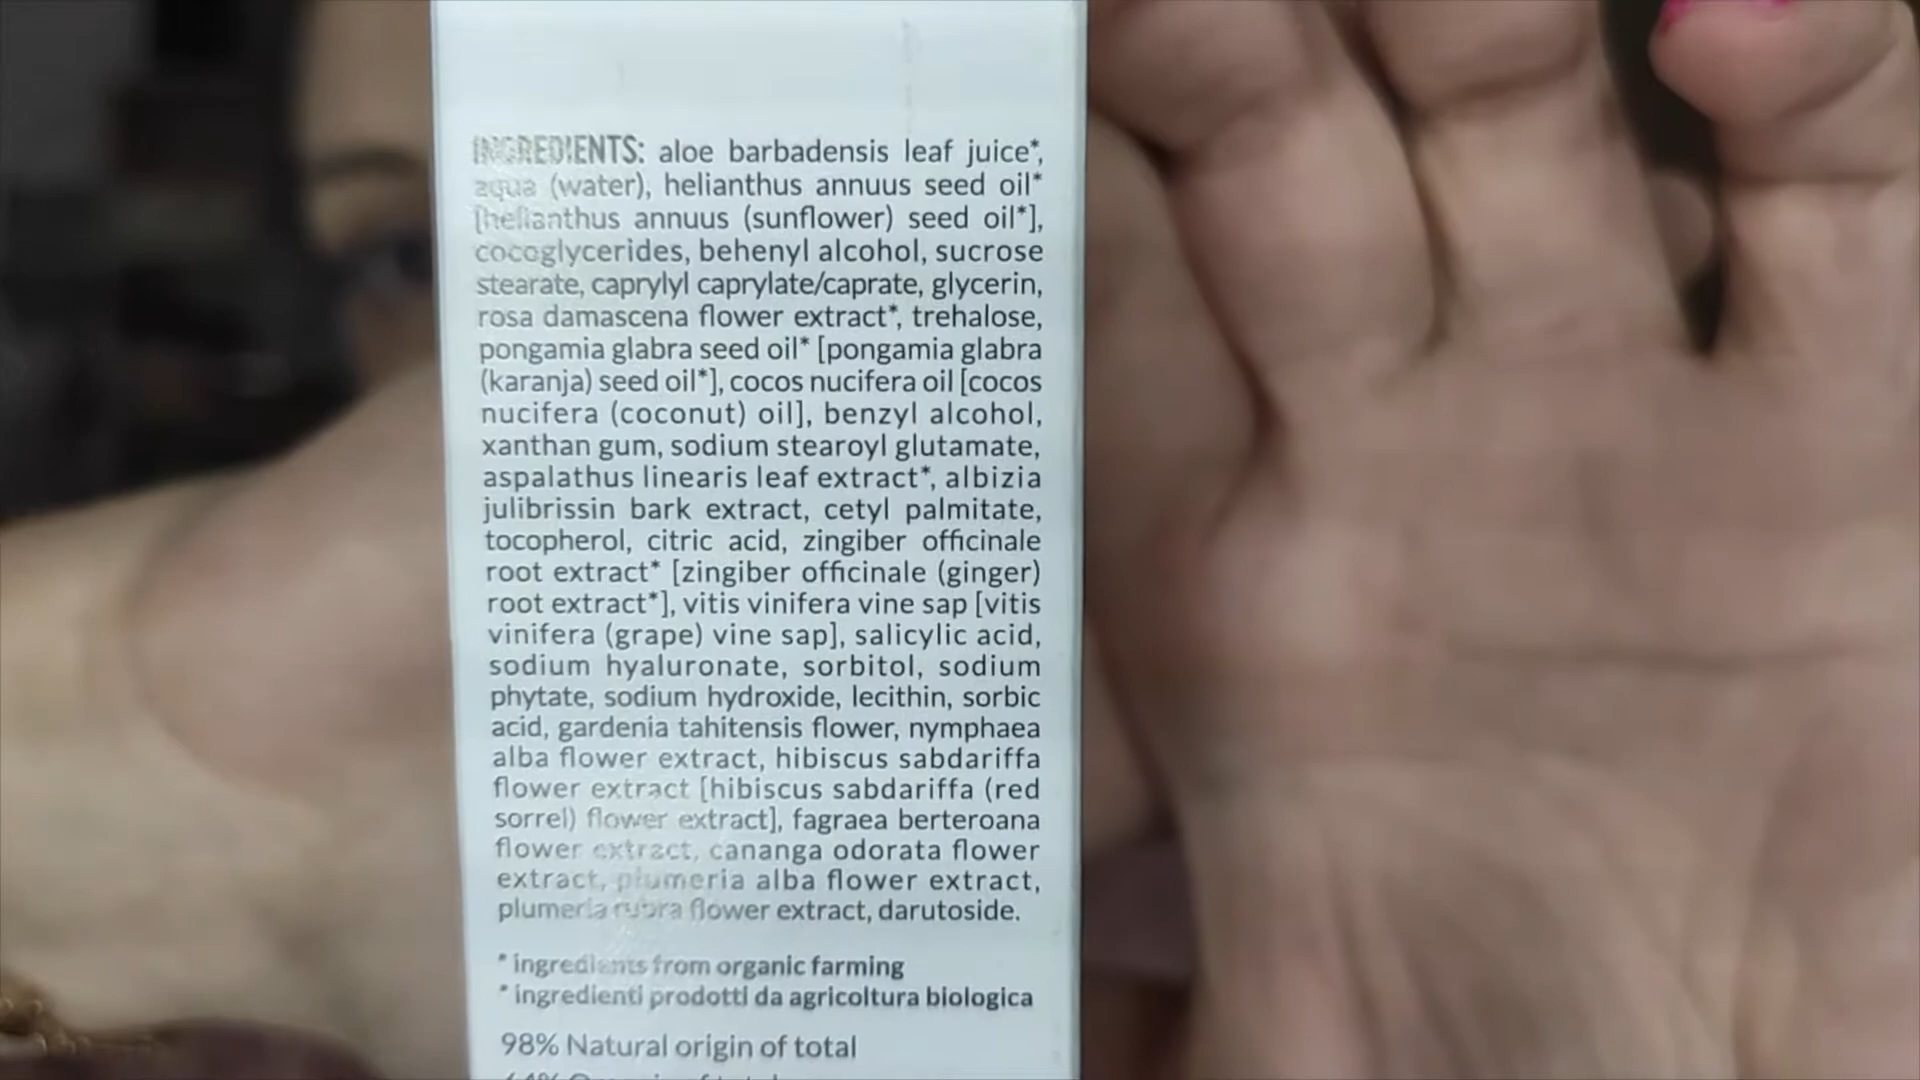 INGREDIENTS: aloe barbadensis leaf juice*,
aqua (water), helianthus annuus seed oil*
[helianthus annuus (sunflower) seed oil*],
cocoglycerides, behenyl alcohol, sucrose
stearate, caprylyl caprylate/caprate, glycerin,
rosa damascena flower extract*, trehalose,
pongamia glabra seed oil* [pongamia glabra
(karanja) seed oil*], cocos nucifera oil [cocos
nucifera (coconut) oil], benzyl alcohol,
xanthan gum, sodium stearoyl glutamate,
aspalathus linearis leaf extract*, albizia
julibrissin bark extract, cetyl palmitate,
tocopherol, citric acid, zingiber officinale
root extract* [zingiber officinale (ginger)
root extract*], vitis vinifera vine sap [vitis
vinifera (grape) vine sap], salicylic acid,
sodium hyaluronate, sorbitol, sodium
phytate, sodium hydroxide, lecithin, sorbic
acid, gardenia tahitensis flower, nymphaea
alba flower extract, hibiscus sabdariffa
flower extract [hibiscus sabdariffa (red
sorrel) flower extract], fagraea berteroana
flower extract, cananga odorata flower
extract, plumeria alba flower extract,
plumeria rubra flower extract, darutoside.
* ingredients from organic farming
* ingredienti prodotti da agricoltura biologica
98% Natural origin of total